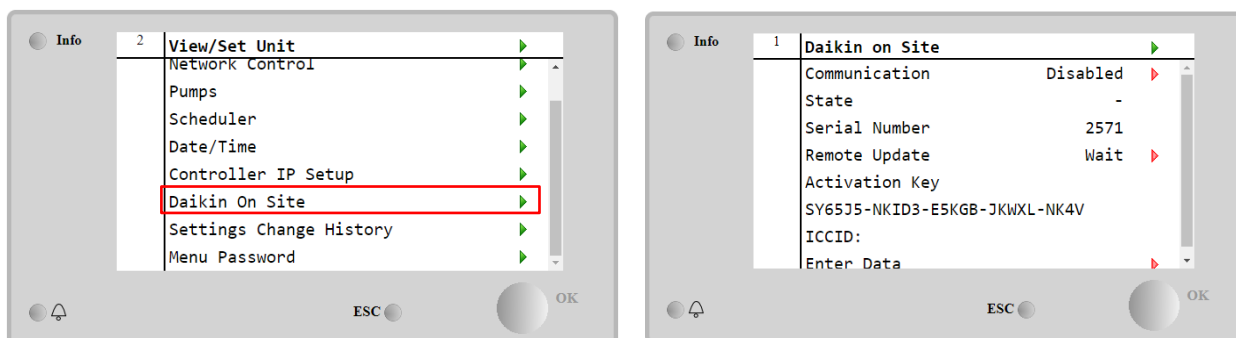 Info
2 View/Set Unit
Network Control
Pumps
Scheduler
Date/Time
Controller IP Setup
Daikin On Site
Settings Change History
Menu Password
ESC
OK
Info
1 Daikin on Site
Communication Disabled
State -
Serial Number 2571
Remote Update Wait
Activation Key
SY65J5-NKID3-E5KGB-JKWXL-NK4V
ICCID:
Enter Data
ESC
OK